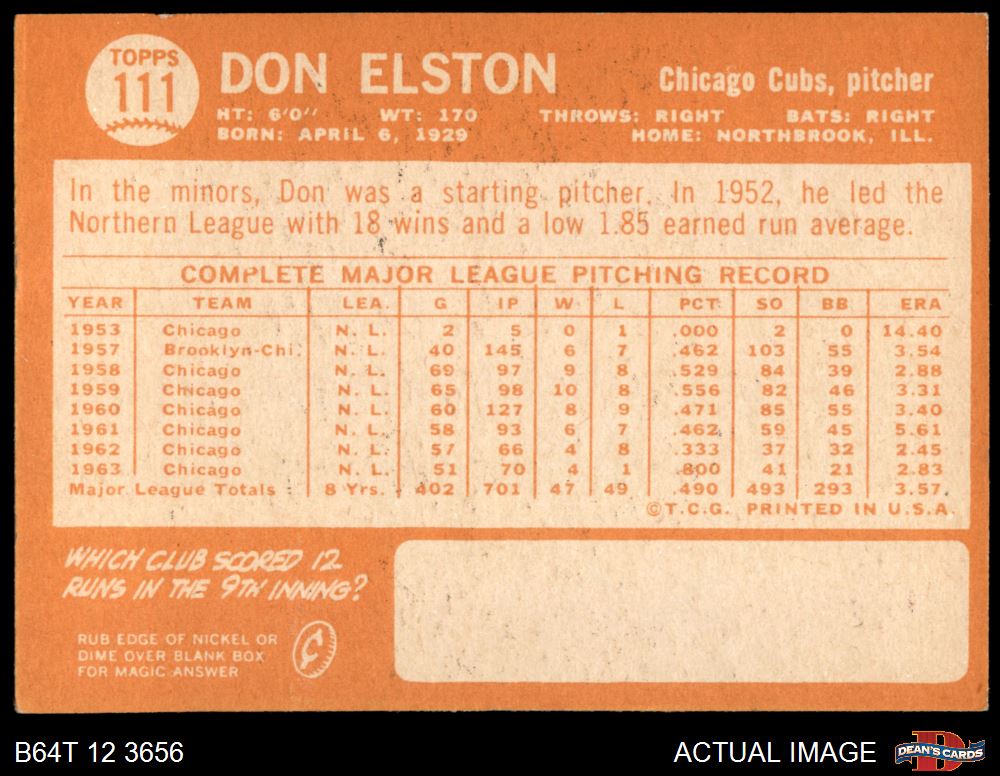 TOPPS
111
DON ELSTON
Chicago Cubs, pitcher
HT: 6'0" WT: 170 THROWS: RIGHT BATS: RIGHT
BORN: APRIL 6, 1929 HOME: NORTHBROOK, ILL.
In the minors, Don was a starting pitcher. In 1952, he led the
Northern League with 18 wins and a low 1.85 earned run average.
COMPLETE MAJOR LEAGUE PITCHING RECORD
YEAR TEAM LEA. G IP W L PCT. SO BB ERA
1953 Chicago N. L. 2 5 0 1 .000 2 0 14.40
1957 Brooklyn-Chi. N. L. 40 145 6 7 .462 103 55 3.54
1958 Chicago N. L. 69 97 9 8 .529 84 39 2.88
1959 Chicago N. L. 65 98 10 8 .556 82 46 3.31
1960 Chicago N. L. 60 127 8 9 .471 85 55 3.40
1961 Chicago N. L. 58 93 6 7 .462 59 45 5.61
1962 Chicago N. L. 57 66 4 8 .333 37 32 2.45
1963 Chicago N. L. 51 70 4 1 .800 41 21 2.83
Major League Totals 8 Yrs. 402 701 47 49 .490 493 293 3.57
©T.C.G. PRINTED IN U.S.A.
WHICH CLUB SCORED 12
RUNS IN THE 9TH INNING?
RUB EDGE OF NICKEL OR
DIME OVER BLANK BOX
FOR MAGIC ANSWER
B64T 12 3656
ACTUAL IMAGE
DEAN'S CARDS